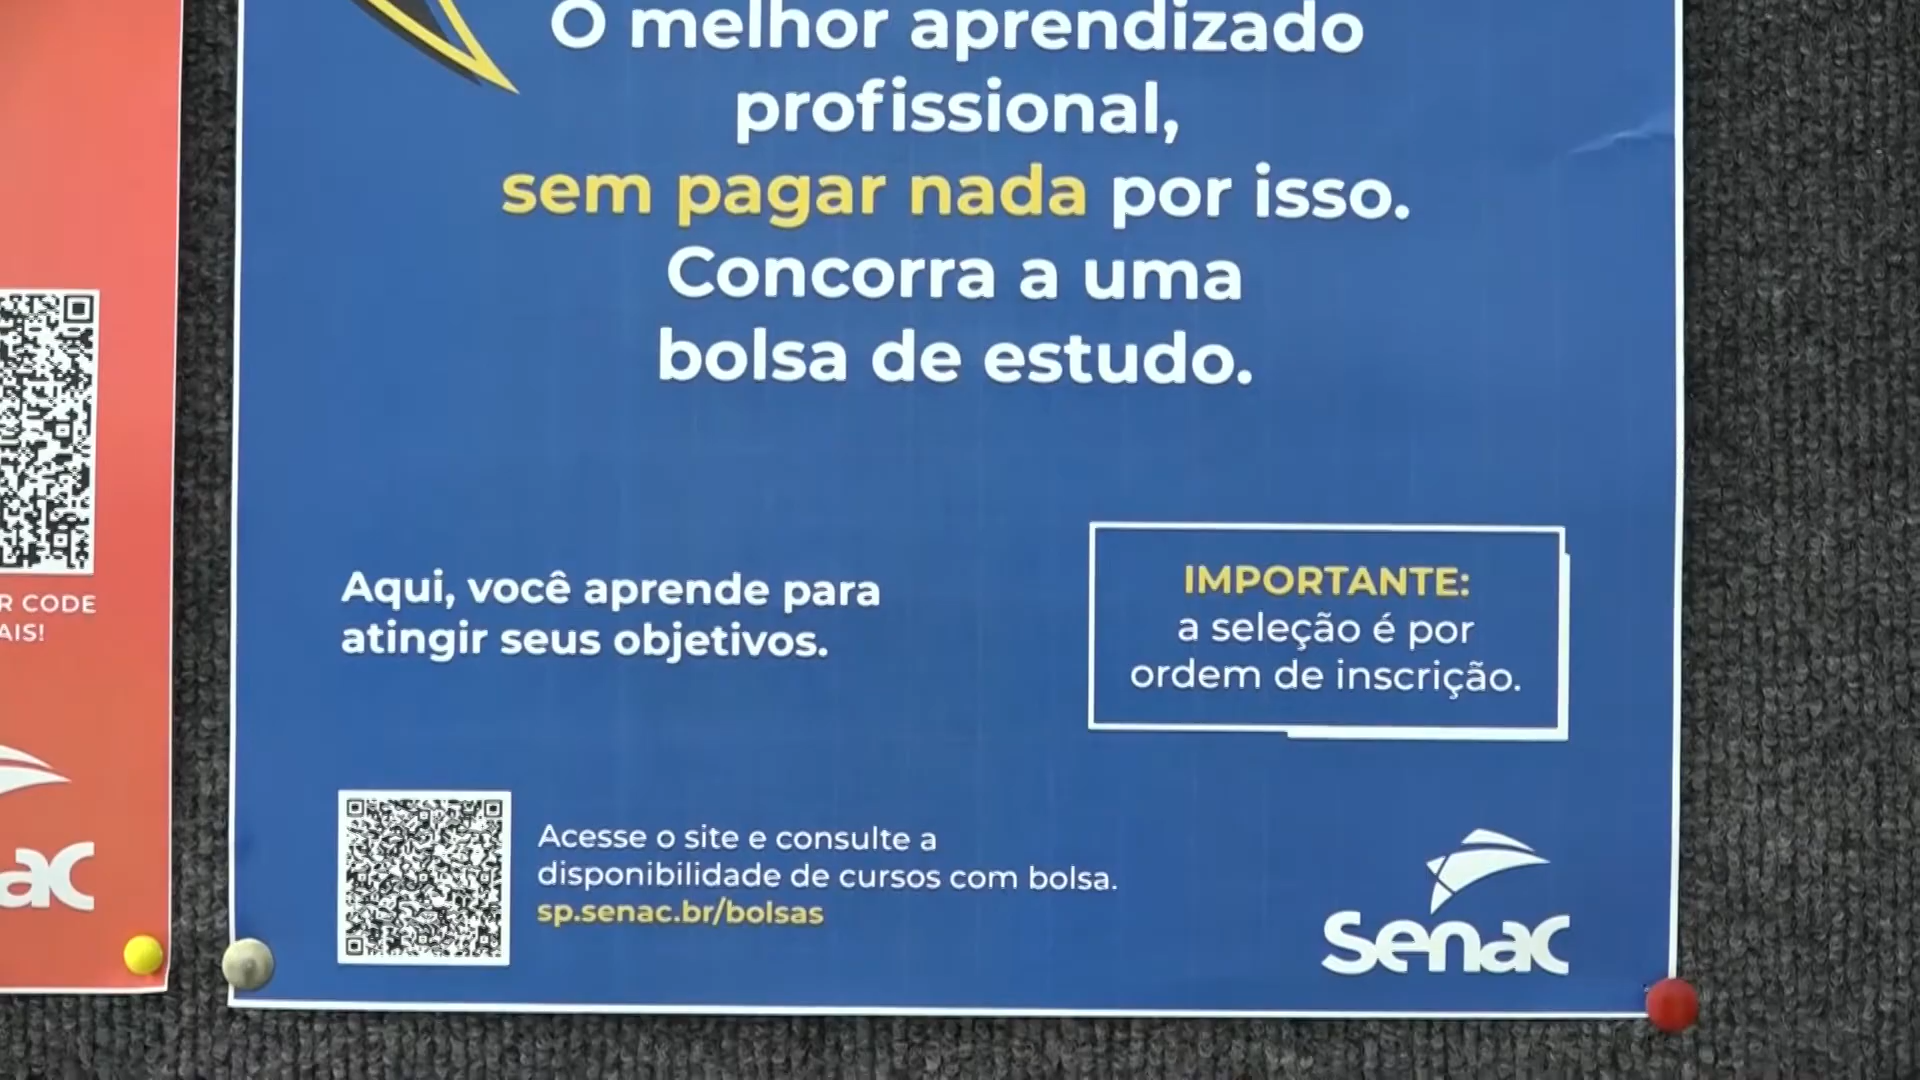 O melhor aprendizado
profissional,
sem pagar nada por isso.
Concorra a uma
bolsa de estudo.
Aqui, você aprende para
atingir seus objetivos.
IMPORTANTE:
a seleção é por
ordem de inscrição.
Acesse o site e consulte a
disponibilidade de cursos com bolsa.
sp.senac.br/bolsas
senac
R CODE
AIS!
ac